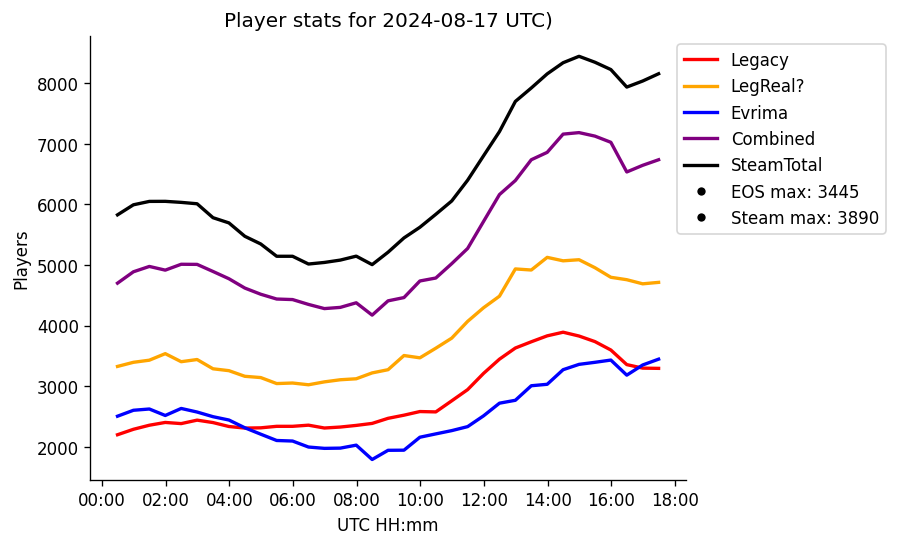 Player stats for 2024-08-17 UTC)
Legacy
LegReal?
Evrima
Combined
SteamTotal
EOS max: 3445
Steam max: 3890
8000
7000
6000
5000
4000
3000
2000
Players
00:00 02:00 04:00 06:00 08:00 10:00 12:00 14:00 16:00 18:00
UTC HH:mm